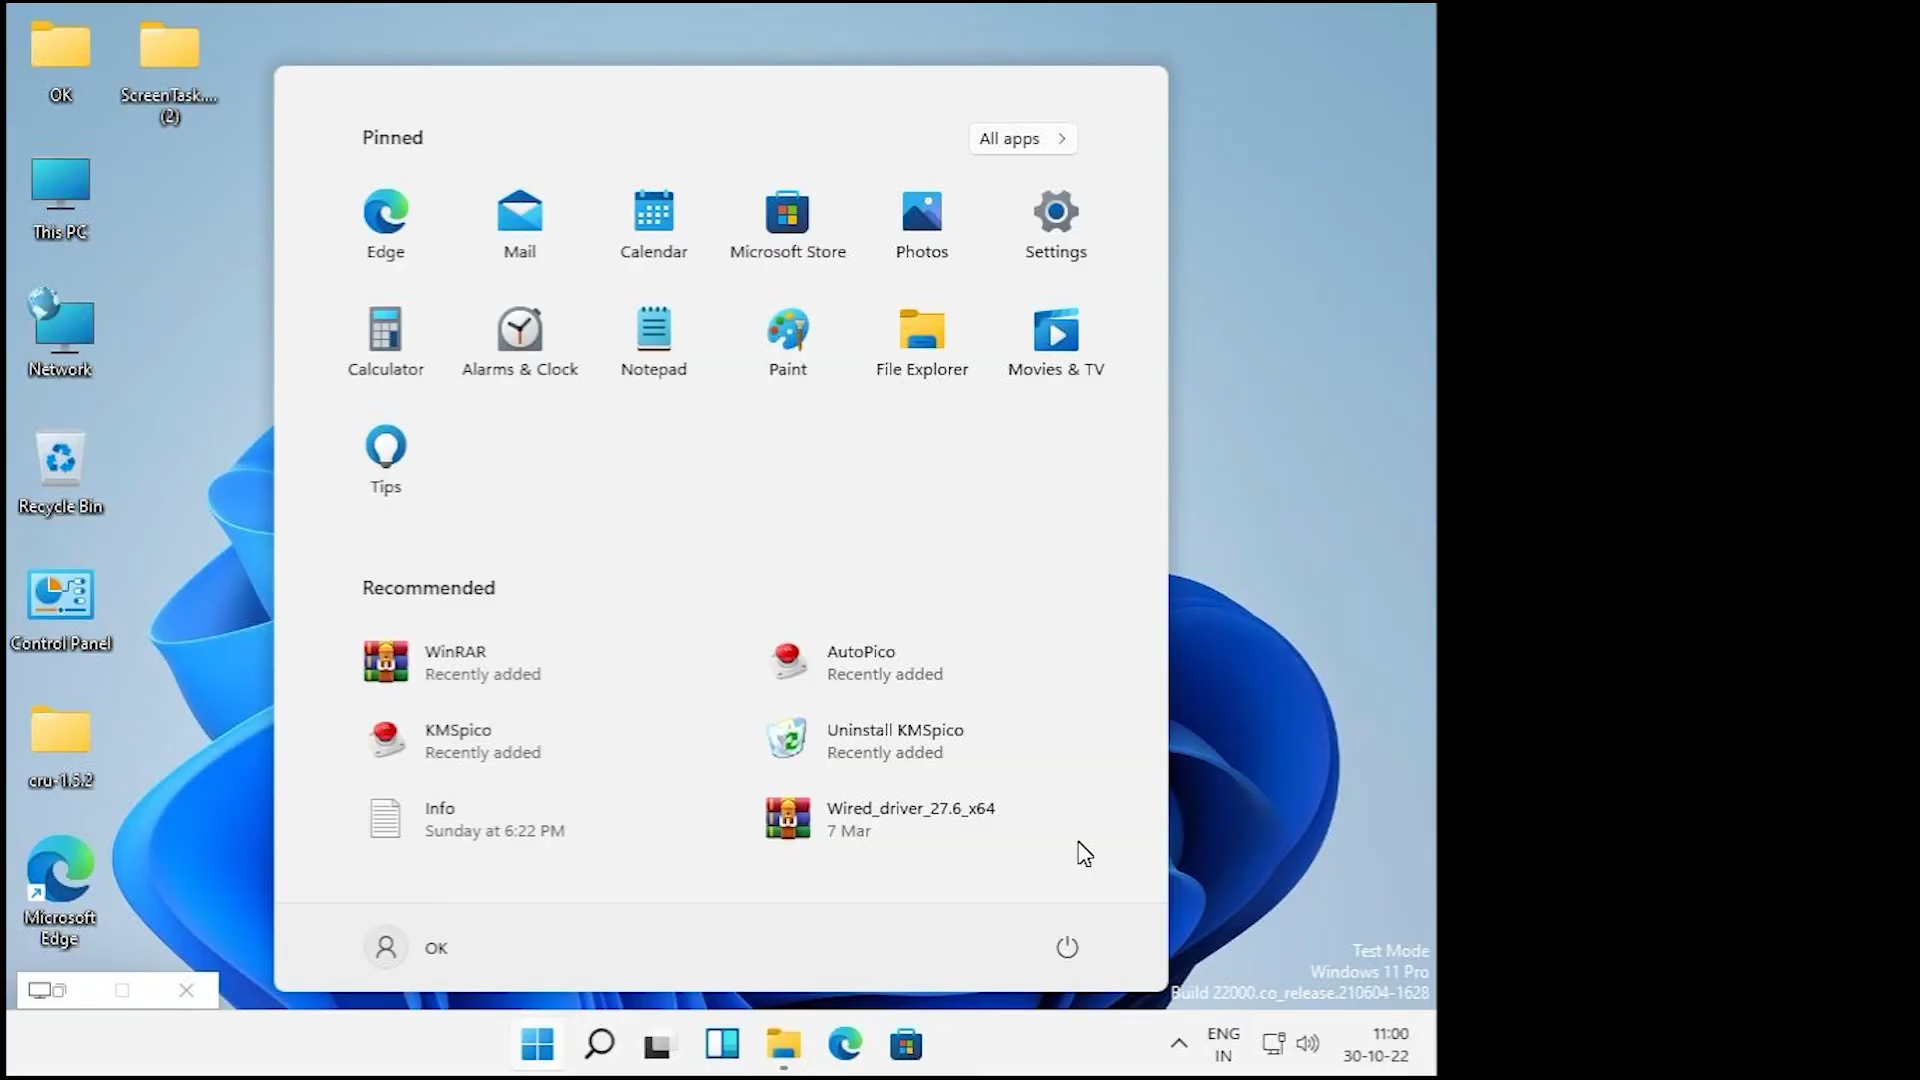 OK
ScreenTask....
(2)
This PC
Network
Recycle Bin
Control Panel
cru-1.5.2
Microsoft
Edge
Pinned
All apps
Edge
Mail
Calendar
Microsoft Store
Photos
Settings
Calculator
Alarms & Clock
Notepad
Paint
File Explorer
Movies & TV
Tips
Recommended
WinRAR
Recently added
AutoPico
Recently added
KMSpico
Recently added
Uninstall KMSpico
Recently added
Info
Sunday at 6:22 PM
Wired_driver_27.6_x64
7 Mar
OK
Test Mode
Windows 11 Pro
Build 22000.co_release.210604-1628
ENG
IN
11:00
30-10-22